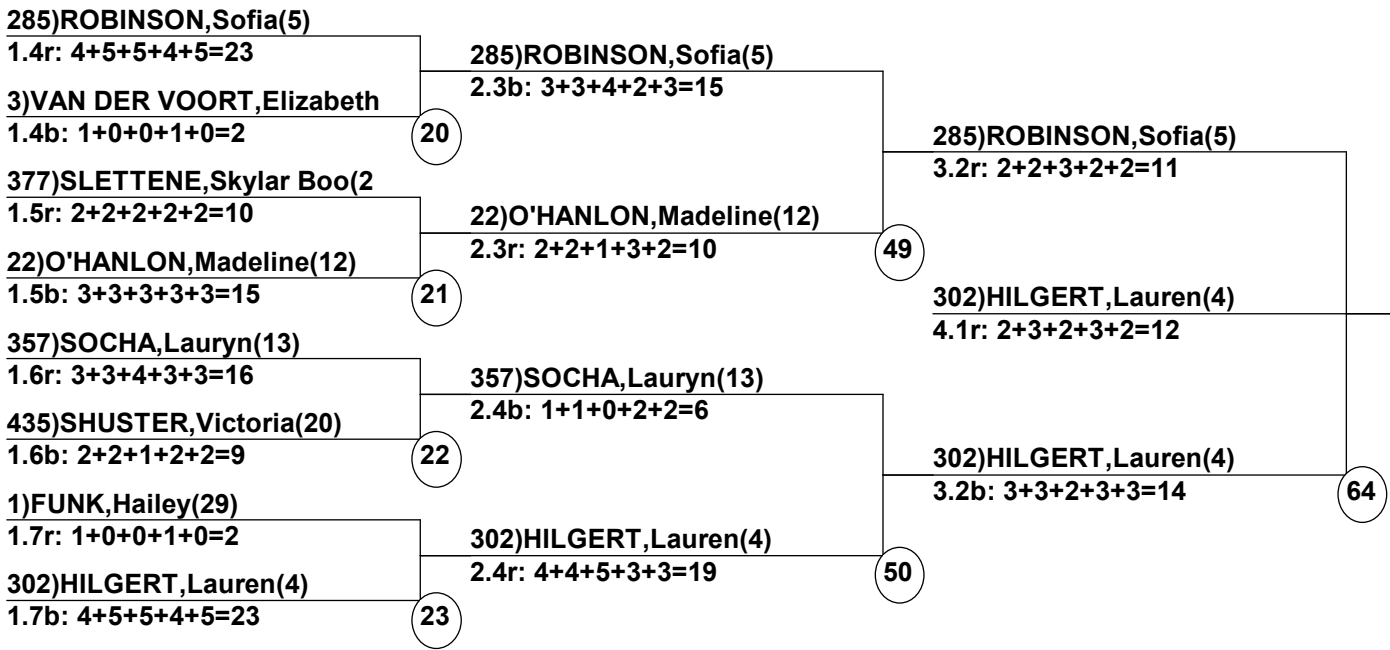 285)ROBINSON,Sofia(5)
1.4r: 4+5+5+4+5=23
3)VAN DER VOORT,Elizabeth
1.4b: 1+0+0+1+0=2
20
377)SLETTENE,Skylar Boo(2
1.5r: 2+2+2+2+2=10
22)O'HANLON,Madeline(12)
1.5b: 3+3+3+3+3=15
21
357)SOCHA,Lauryn(13)
1.6r: 3+3+4+3+3=16
435)SHUSTER,Victoria(20)
1.6b: 2+2+1+2+2=9
22
1)FUNK,Hailey(29)
1.7r: 1+0+0+1+0=2
302)HILGERT,Lauren(4)
1.7b: 4+5+5+4+5=23
23
285)ROBINSON,Sofia(5)
2.3b: 3+3+4+2+3=15
22)O'HANLON,Madeline(12)
2.3r: 2+2+1+3+2=10
49
357)SOCHA,Lauryn(13)
2.4b: 1+1+0+2+2=6
302)HILGERT,Lauren(4)
2.4r: 4+4+5+3+3=19
50
285)ROBINSON,Sofia(5)
3.2r: 2+2+3+2+2=11
302)HILGERT,Lauren(4)
4.1r: 2+3+2+3+2=12
302)HILGERT,Lauren(4)
3.2b: 3+3+2+3+3=14
64